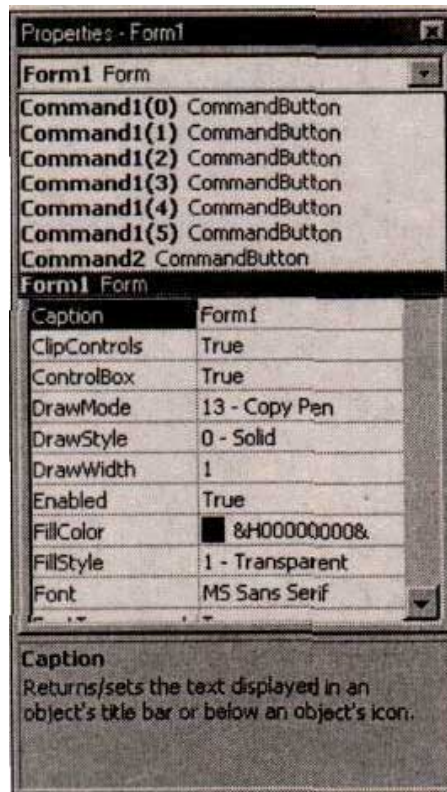 Properties - Form1
Form1 Form
Command1(0) CommandButton
Command1(1) CommandButton
Command1(2) CommandButton
Command1(3) CommandButton
Command1(4) CommandButton
Command1(5) CommandButton
Command2 CommandButton
Form1 Form
Caption Form1
ClipControls True
ControlBox True
DrawMode 13 - Copy Pen
DrawStyle 0 - Solid
DrawWidth 1
Enabled True
FillColor &H00000000&
FillStyle 1 - Transparent
Font MS Sans Serif
Caption
Returns/sets the text displayed in an
object's title bar or below an object's icon.